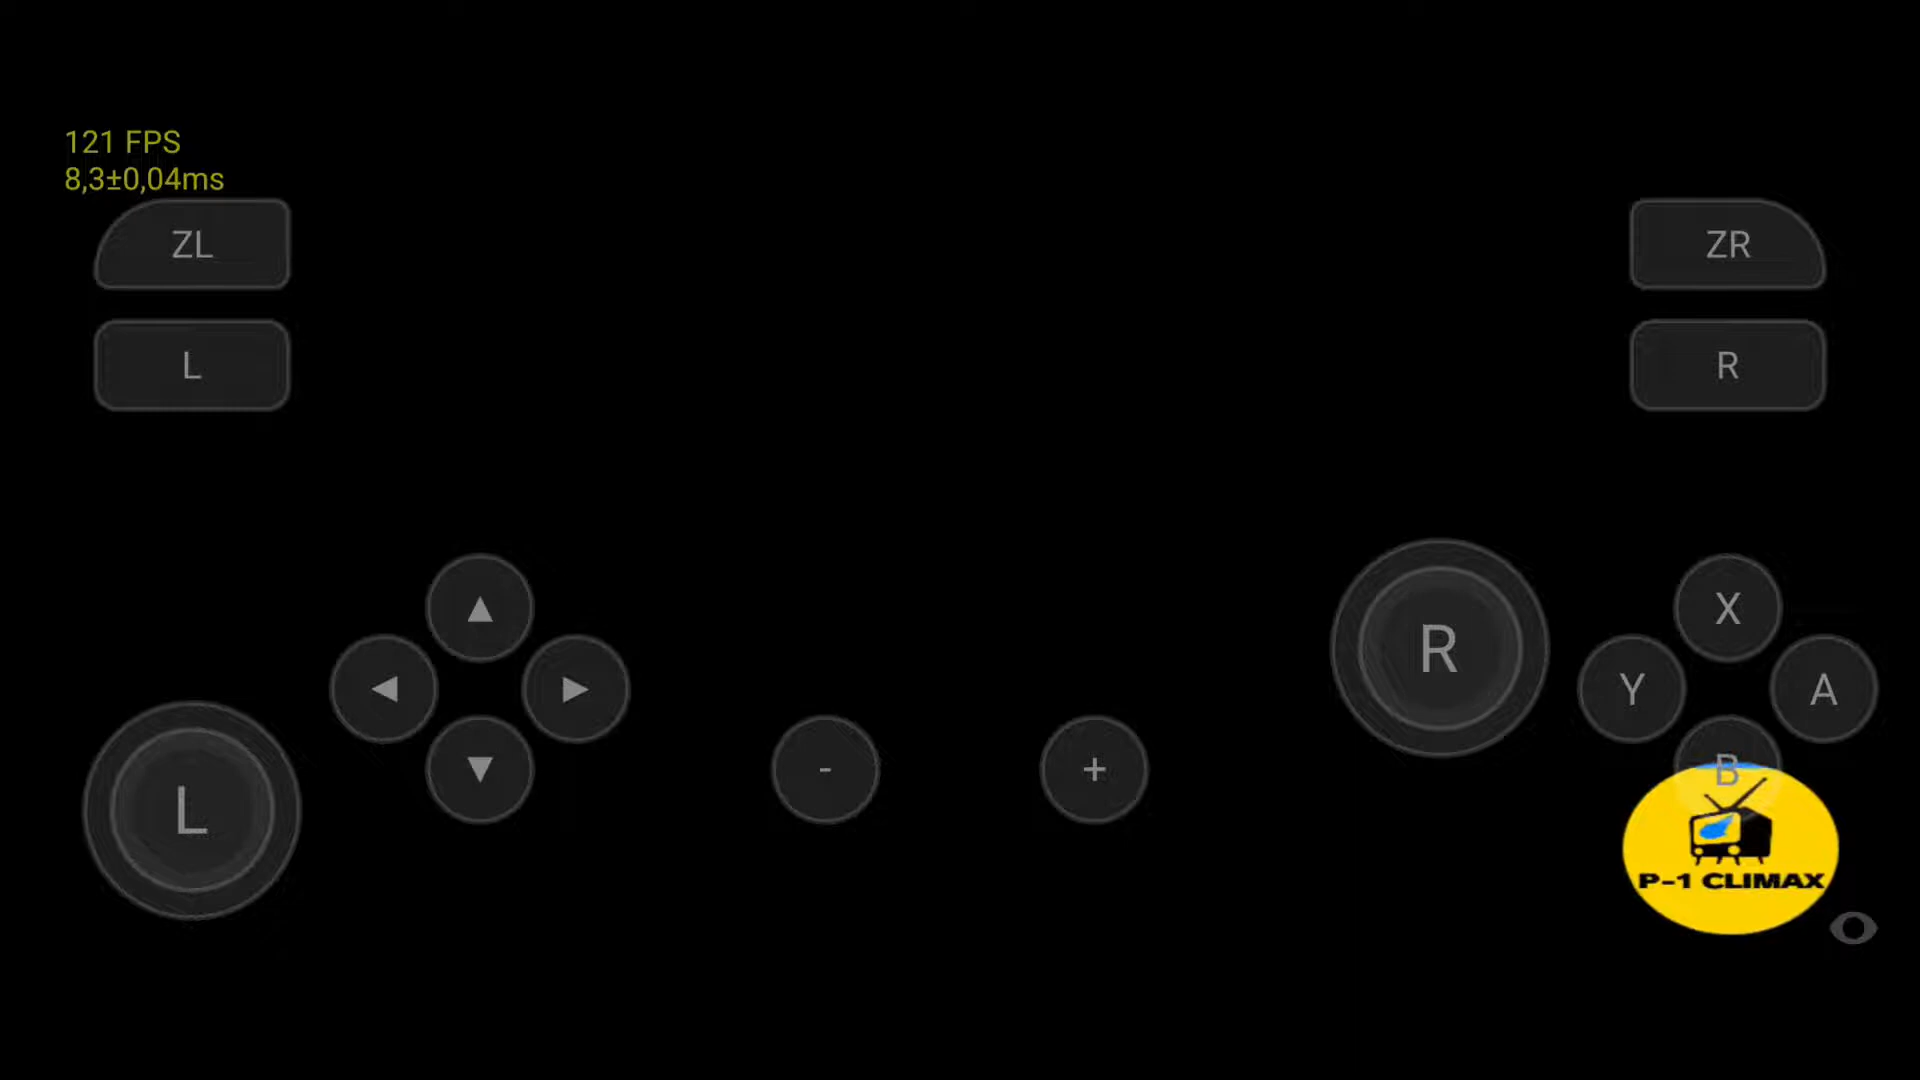 121 FPS
8,3±0,04ms
ZL
ZR
L
R
R
X
Y
A
L
-
+
B
P-1 CLIMAX